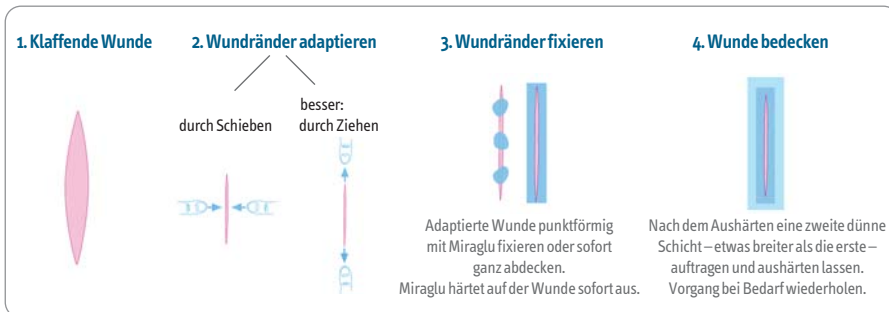 1. Klaffende Wunde
2. Wundränder adaptieren
durch Schieben
besser:
durch Ziehen
3. Wundränder fixieren
Adaptierte Wunde punktförmig
mit Miraglu fixieren oder sofort
ganz abdecken.
Miraglu härtet auf der Wunde sofort aus.
4. Wunde bedecken
Nach dem Aushärten eine zweite dünne
Schicht – etwas breiter als die erste –
auftragen und aushärten lassen.
Vorgang bei Bedarf wiederholen.